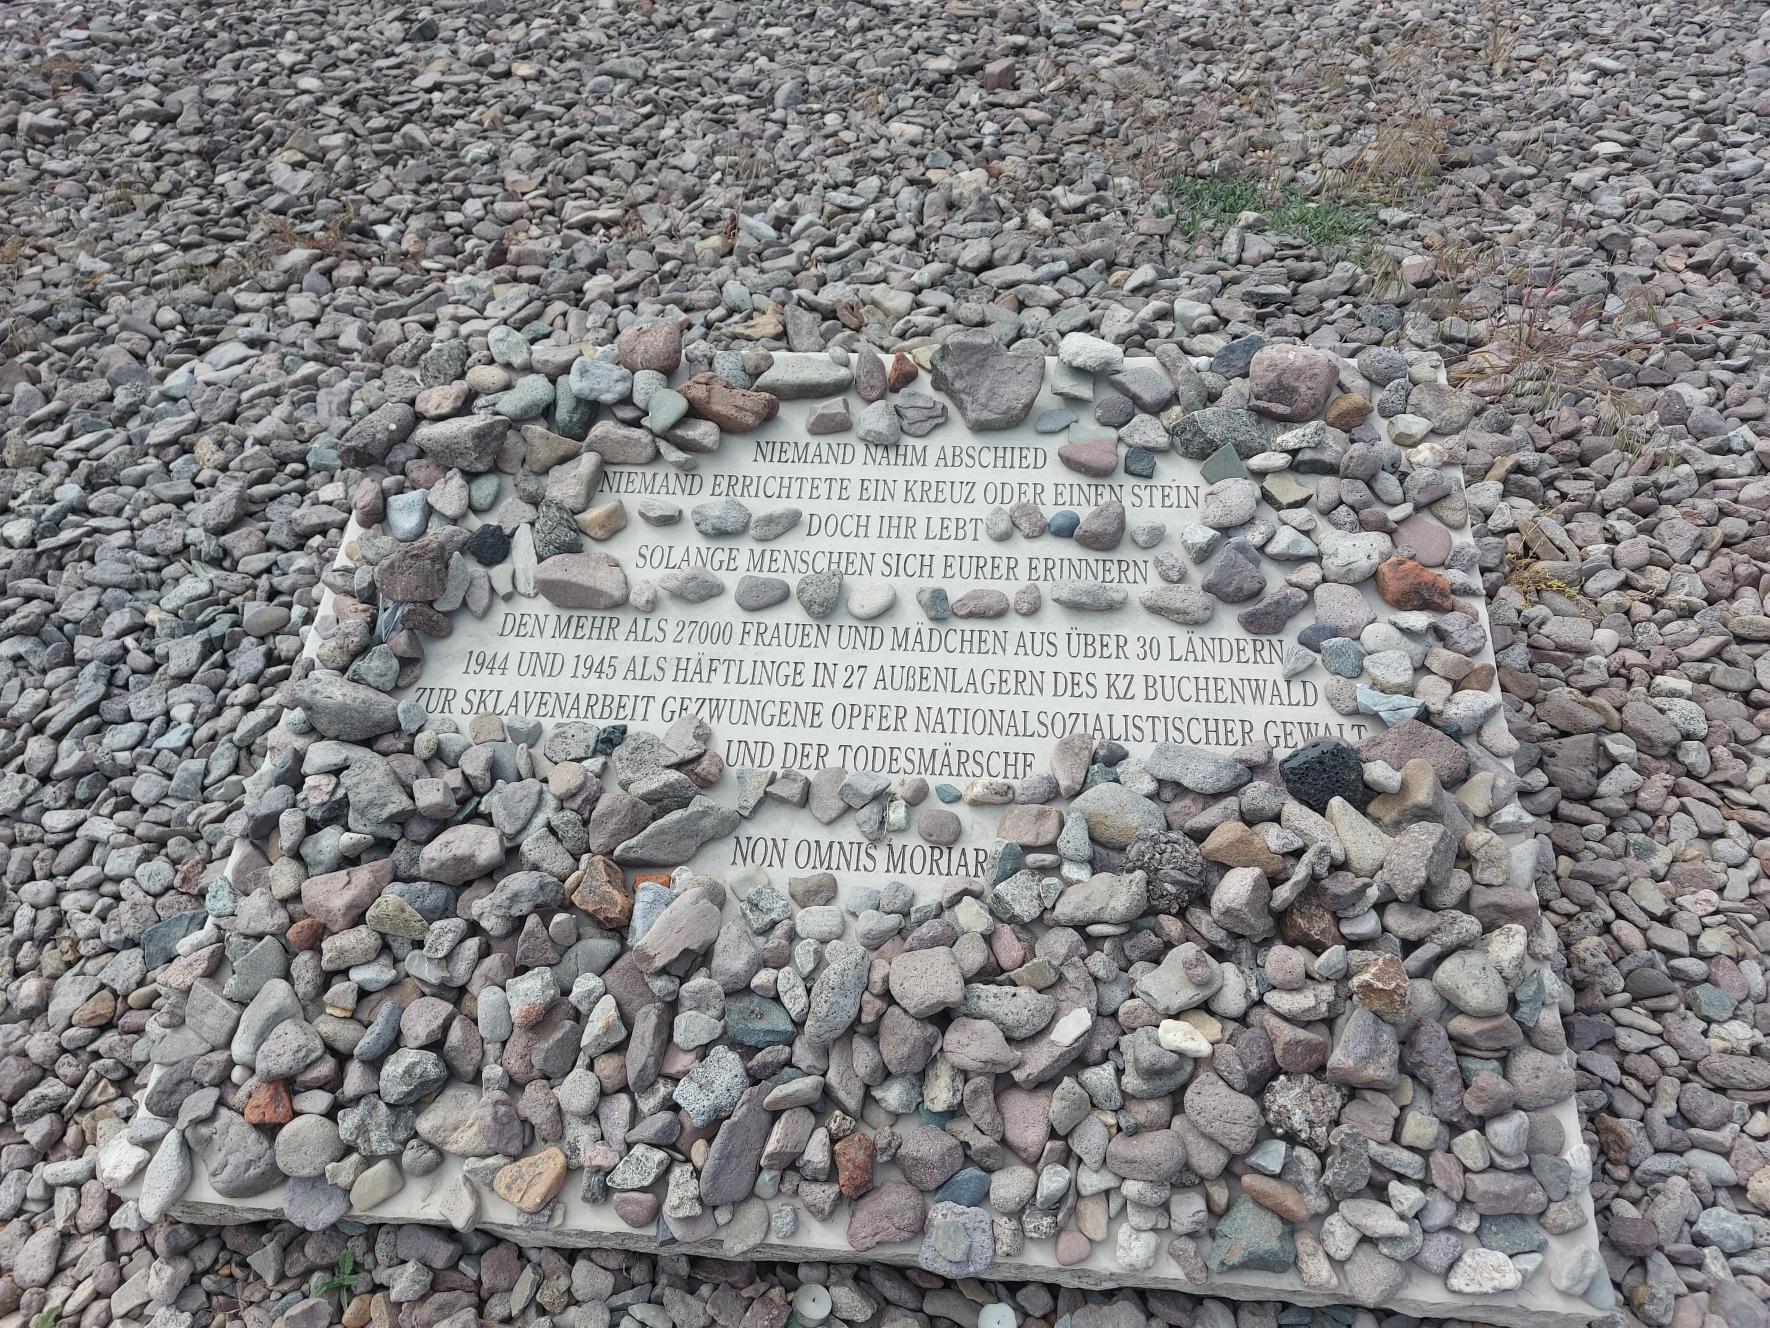 NIEMAND NAHM ABSCHIED
NIEMAND ERRICHTETE EIN KREUZ ODER EINEN STEIN
DOCH IHR LEBT
SOLANGE MENSCHEN SICH EURER ERINNERN
DEN MEHR ALS 27000 FRAUEN UND MÄDCHEN AUS ÜBER 30 LÄNDERN
1944 UND 1945 ALS HÄFTLINGE IN 27 AUßENLAGERN DES KZ BUCHENWALD
ZUR SKLAVENARBEIT GEZWUNGENE OPFER NATIONALSOZIALISTISCHER GEWALT
UND DER TODESMÄRSCHE
NON OMNIS MORIAR